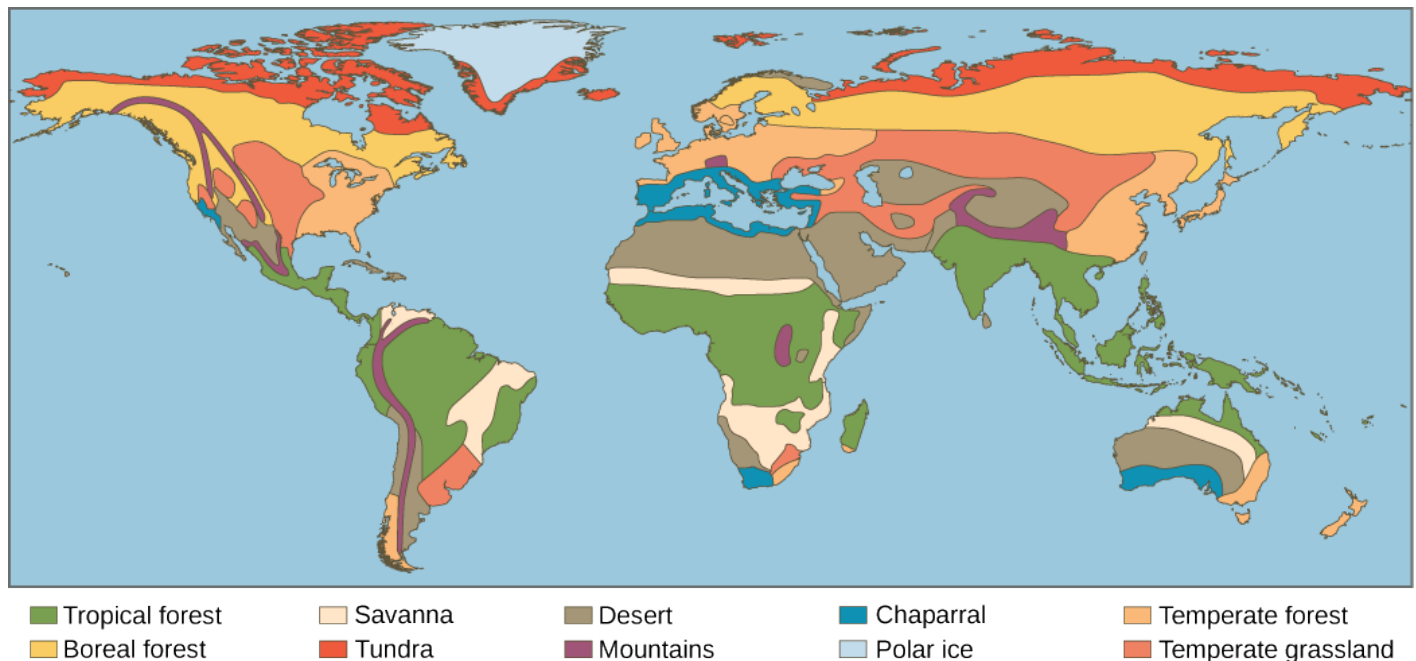 Tropical forest Savanna Desert Chaparral Temperate forest
Boreal forest Tundra Mountains Polar ice Temperate grassland